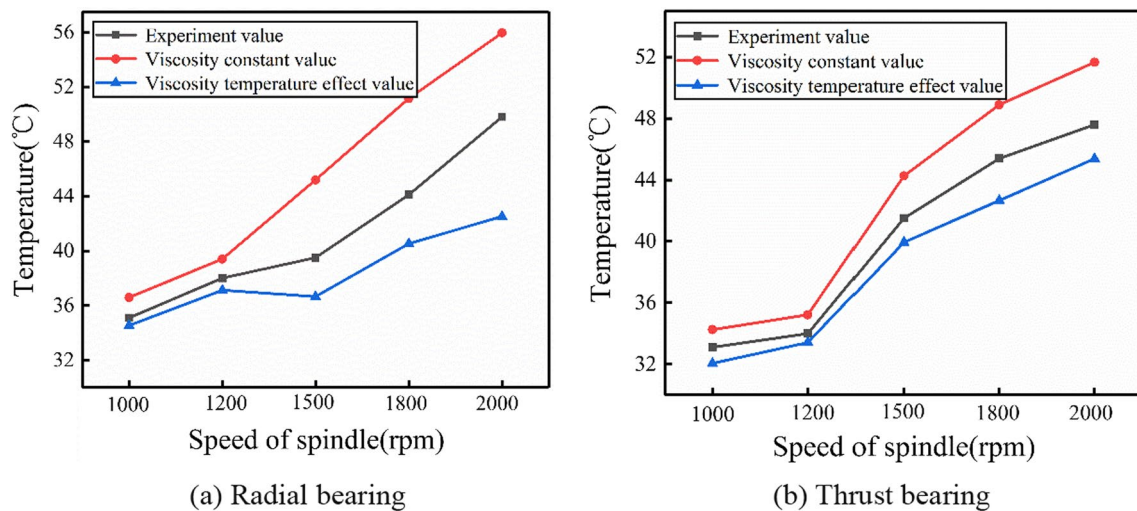 Experiment value
Viscosity constant value
Viscosity temperature effect value
Temperature(℃)
56
52
48
44
40
36
32
1000 1200 1500 1800 2000
Speed of spindle(rpm)
(a) Radial bearing
Experiment value
Viscosity constant value
Viscosity temperature effect value
Temperature(℃)
52
48
44
40
36
32
1000 1200 1500 1800 2000
Speed of spindle(rpm)
(b) Thrust bearing